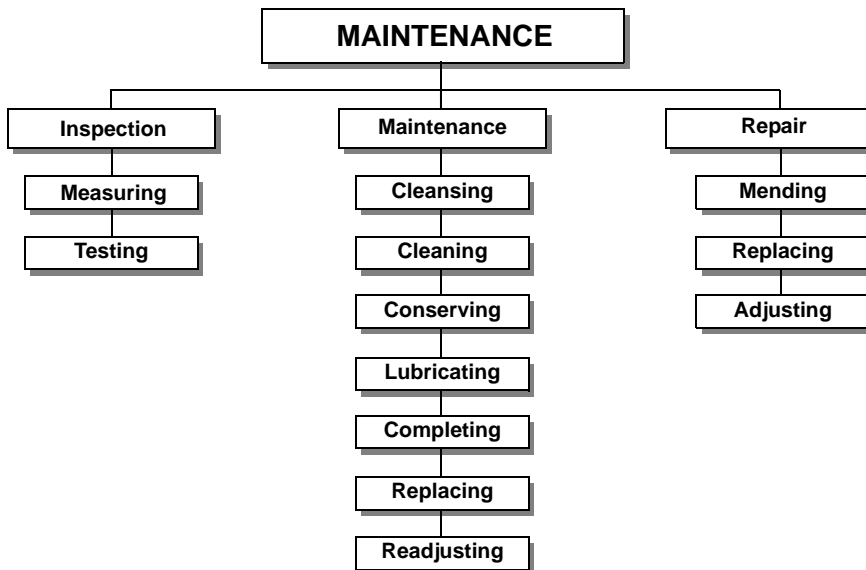 MAINTENANCE
Inspection
Measuring
Testing
Maintenance
Cleansing
Cleaning
Conserving
Lubricating
Completing
Replacing
Readjusting
Repair
Mending
Replacing
Adjusting